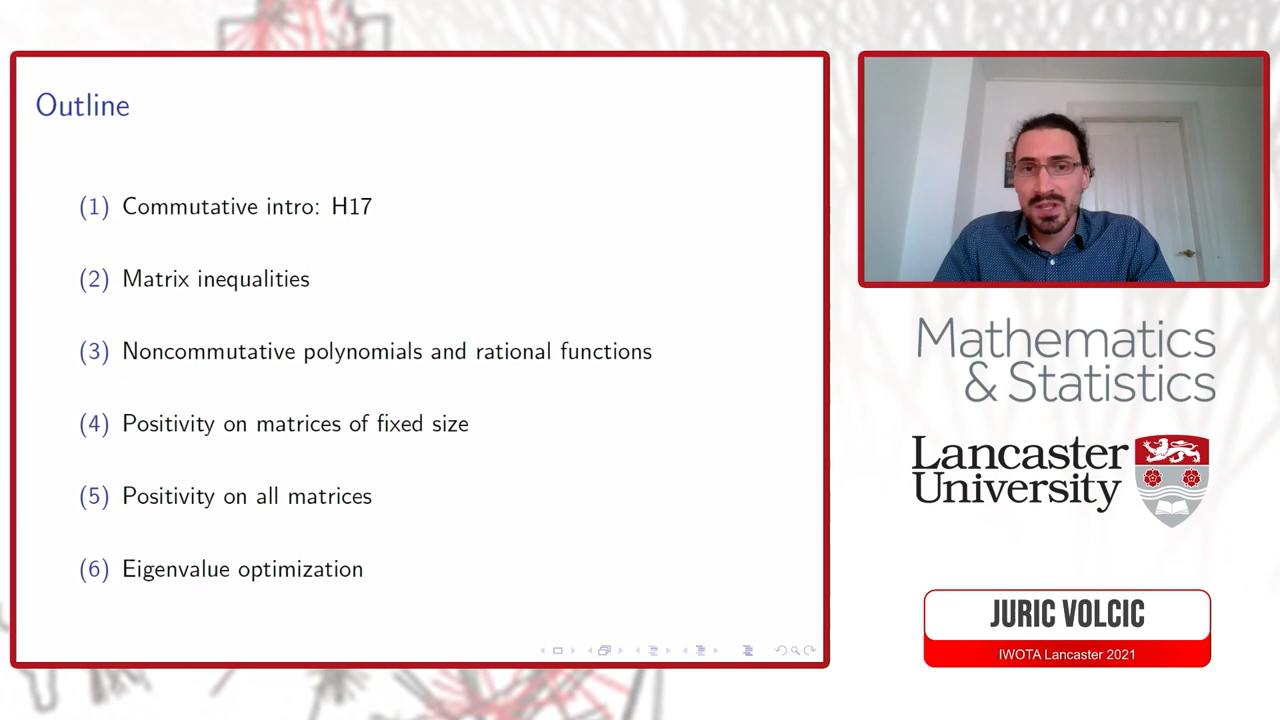 Outline
(1) Commutative intro: H17
(2) Matrix inequalities
(3) Noncommutative polynomials and rational functions
(4) Positivity on matrices of fixed size
(5) Positivity on all matrices
(6) Eigenvalue optimization
Mathematics
& Statistics
Lancaster
University
JURIC VOLCIC
IWOTA Lancaster 2021